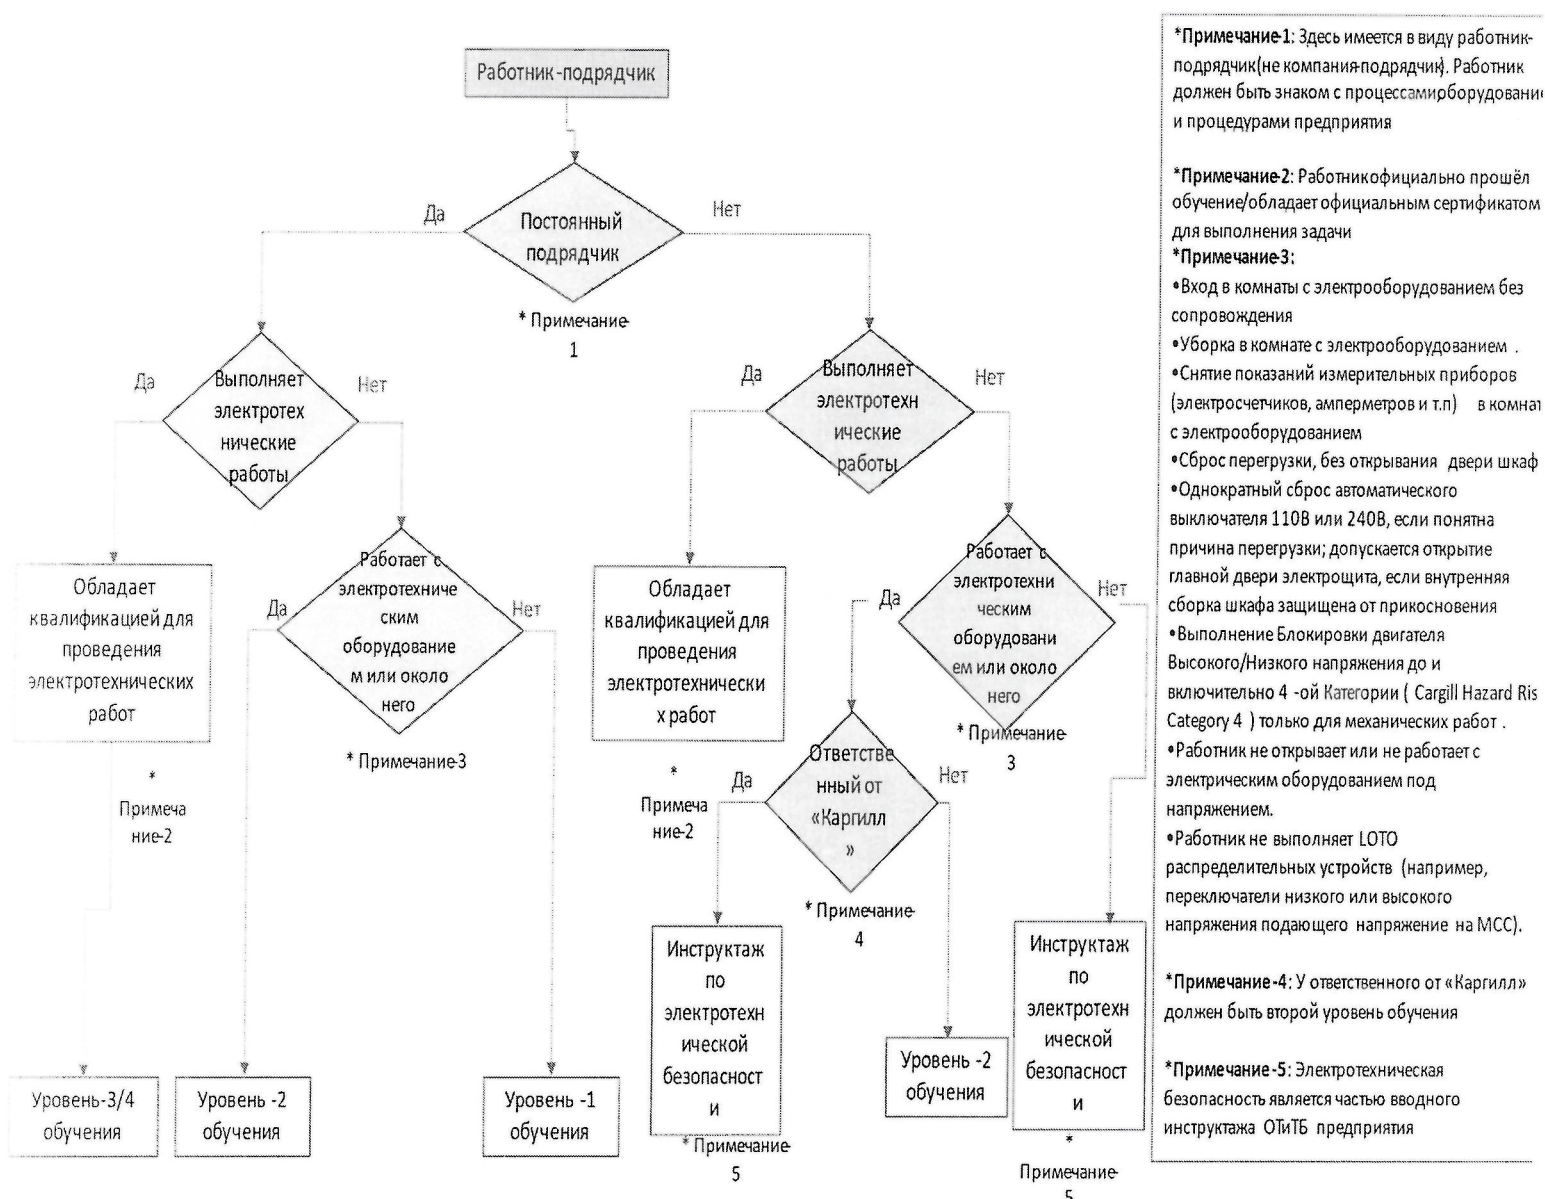 Работник-подрядчик
Да
Нет
Постоянный
подрядчик
* Примечание-
1
Да
Выполняет
электротех
нические
работы
Нет
Да
Выполняет
электротехн
ические
работы
Нет
Обладает
квалификацией для
проведения
электротехнических
работ
*
Примеча
ние-2
Да
Работает с
электротехниче
ским
оборудование
м или около
него
Нет
* Примечание-3
Обладает
квалификацией для
проведения
электротехнически
х работ
*
Примеча
ние-2
Да
Работает с
электротехни
ческим
оборудовани
ем или около
него
Нет
* Примечание-
3
Да
Ответстве
нный от
«Каргилл
»
Нет
* Примечание-
4
Уровень-3/4
обучения
Уровень -2
обучения
Уровень -1
обучения
Инструктаж
по
электротехн
ической
безопасност
и
* Примечание-
5
Уровень -2
обучения
Инструктаж
по
электротехн
ической
безопасност
и
*
Примечание-
5
*Примечание-1: Здесь имеется в виду работник-
подрядчик(не компания-подрядчик). Работник
должен быть знаком с процессами,оборудование
и процедурами предприятия
*Примечание-2: Работникофициально прошёл
обучение/обладает официальным сертификатом
для выполнения задачи
*Примечание-3:
•Вход в комнаты с электрооборудованием без
сопровождения
•Уборка в комнате с электрооборудованием .
•Снятие показаний измерительных приборов
(электросчетчиков, амперметров и т.п) в комнат
с электрооборудованием
•Сброс перегрузки, без открывания двери шкаф
•Однократный сброс автоматического
выключателя 110В или 240В, если понятна
причина перегрузки; допускается открытие
главной двери электрощита, если внутренняя
сборка шкафа защищена от прикосновения
•Выполнение Блокировки двигателя
Высокого/Низкого напряжения до и
включительно 4 -ой Категории ( Cargill Hazard Ris
Category 4 ) только для механических работ .
•Работник не открывает или не работает с
электрическим оборудованием под
напряжением.
•Работник не выполняет LOTO
распределительных устройств (например,
переключатели низкого или высокого
напряжения подающего напряжение на МСС).
*Примечание-4: У ответственного от «Каргилл»
должен быть второй уровень обучения
*Примечание-5: Электротехническая
безопасность является частью вводного
инструктажа ОТиТБ предприятия